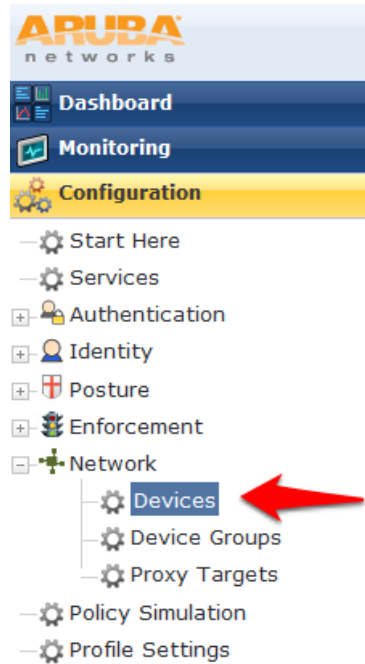 ARUBA
networks
Dashboard
Monitoring
Configuration
Start Here
Services
Authentication
Identity
Posture
Enforcement
Network
Devices
Device Groups
Proxy Targets
Policy Simulation
Profile Settings